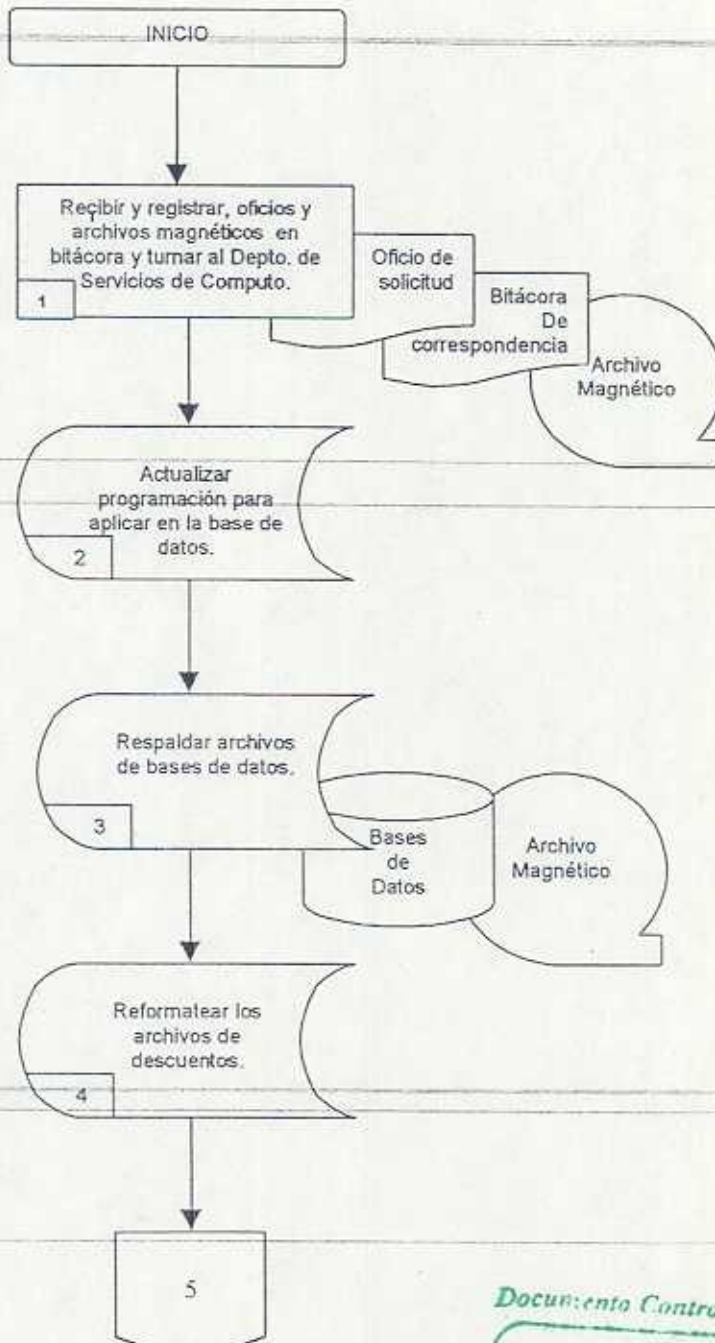 INICIO
Recibir y registrar, oficios y
archivos magnéticos en
bitácora y turnar al Depto. de
Servicios de Computo.
1
Oficio de
solicitud
Bitácora
De
correspondencia
Archivo
Magnético
Actualizar
programación para
aplicar en la base de
datos.
2
Respaldar archivos
de bases de datos.
3
Bases
de
Datos
Archivo
Magnético
Reformatear los
archivos de
descuentos.
4
5
Documento Contro